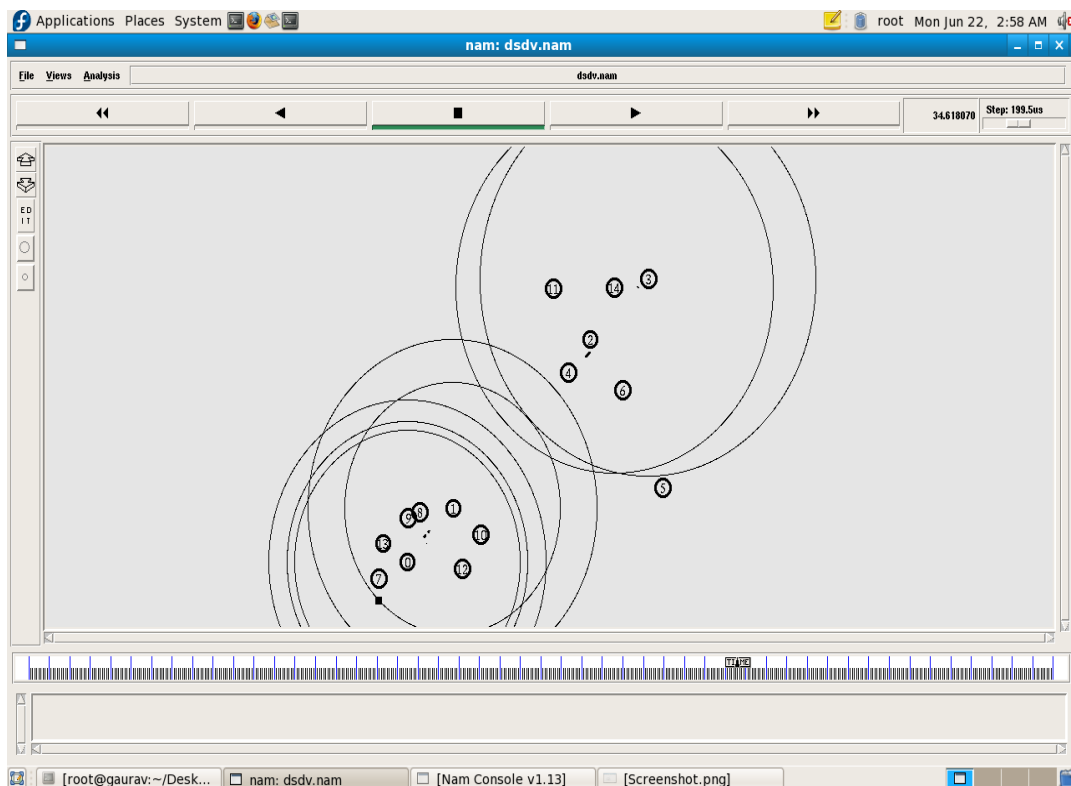 Applications Places System root Mon Jun 22, 2:58 AM
nam: dsdv.nam
File Views Analysis dsdv.nam
34.618070 Step: 199.5us
ED
IT
3
11 14
2
4
6
5
1
8
9
10
13
0 12
7
TIME
[root@gaurav:~/Desk... nam: dsdv.nam [Nam Console v1.13] [Screenshot.png]